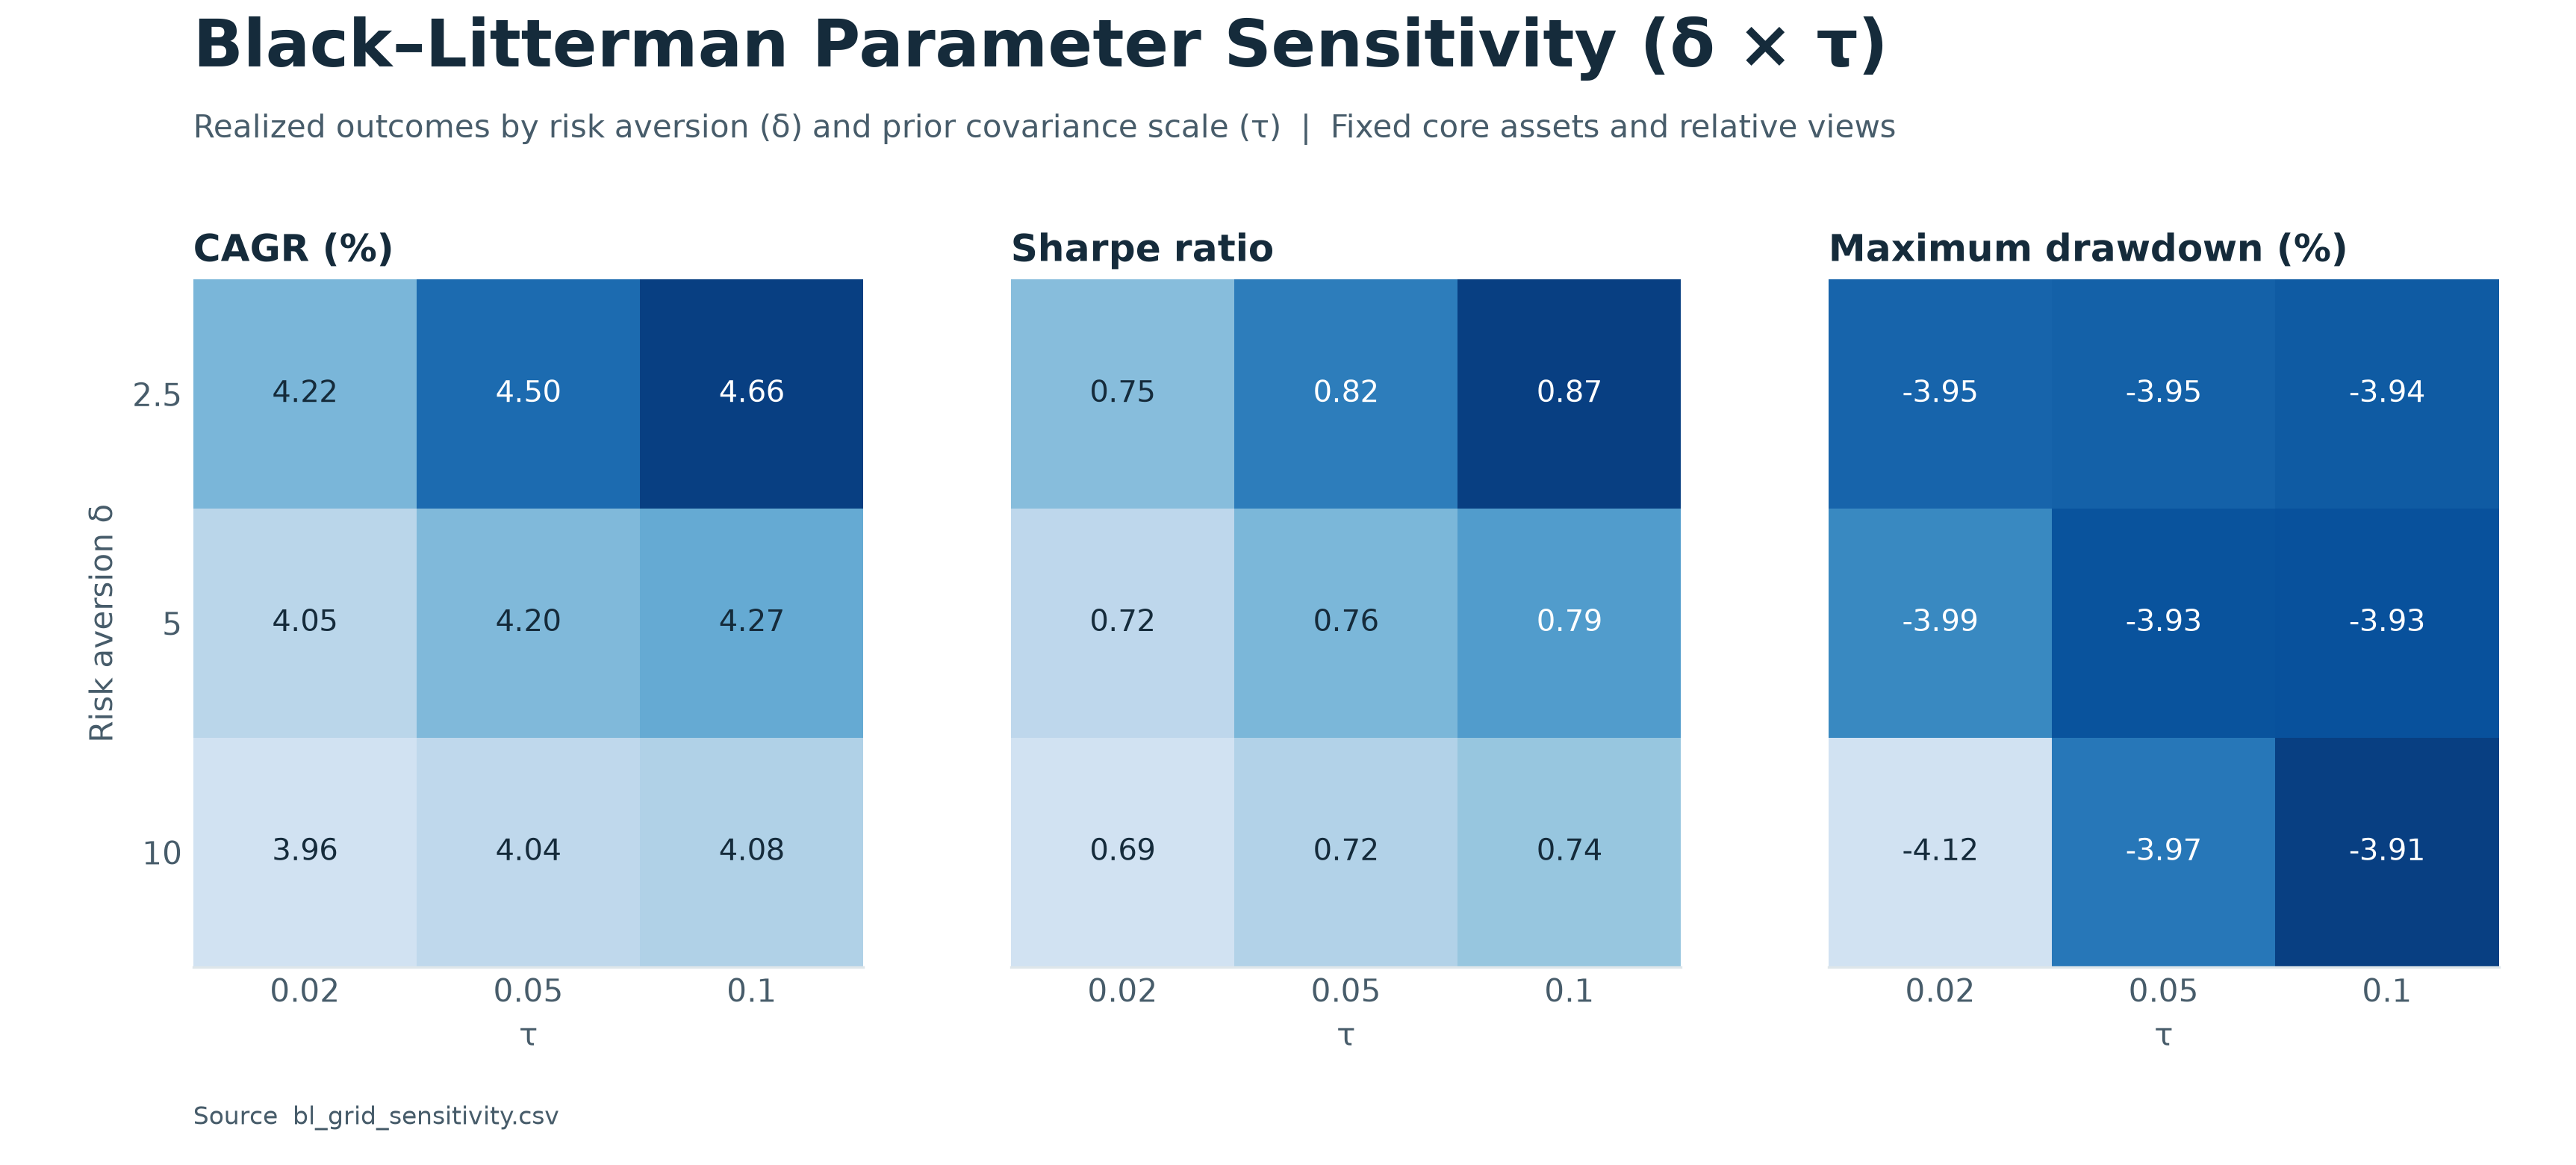 Black–Litterman Parameter Sensitivity (δ × τ)
Realized outcomes by risk aversion (δ) and prior covariance scale (τ) | Fixed core assets and relative views
CAGR (%)
Sharpe ratio
Maximum drawdown (%)
Risk aversion δ
2.5
4.22 4.50 4.66
0.75 0.82 0.87
-3.95 -3.95 -3.94
5
4.05 4.20 4.27
0.72 0.76 0.79
-3.99 -3.93 -3.93
10
3.96 4.04 4.08
0.69 0.72 0.74
-4.12 -3.97 -3.91
0.02 0.05 0.1
0.02 0.05 0.1
0.02 0.05 0.1
τ
τ
τ
Source bl_grid_sensitivity.csv